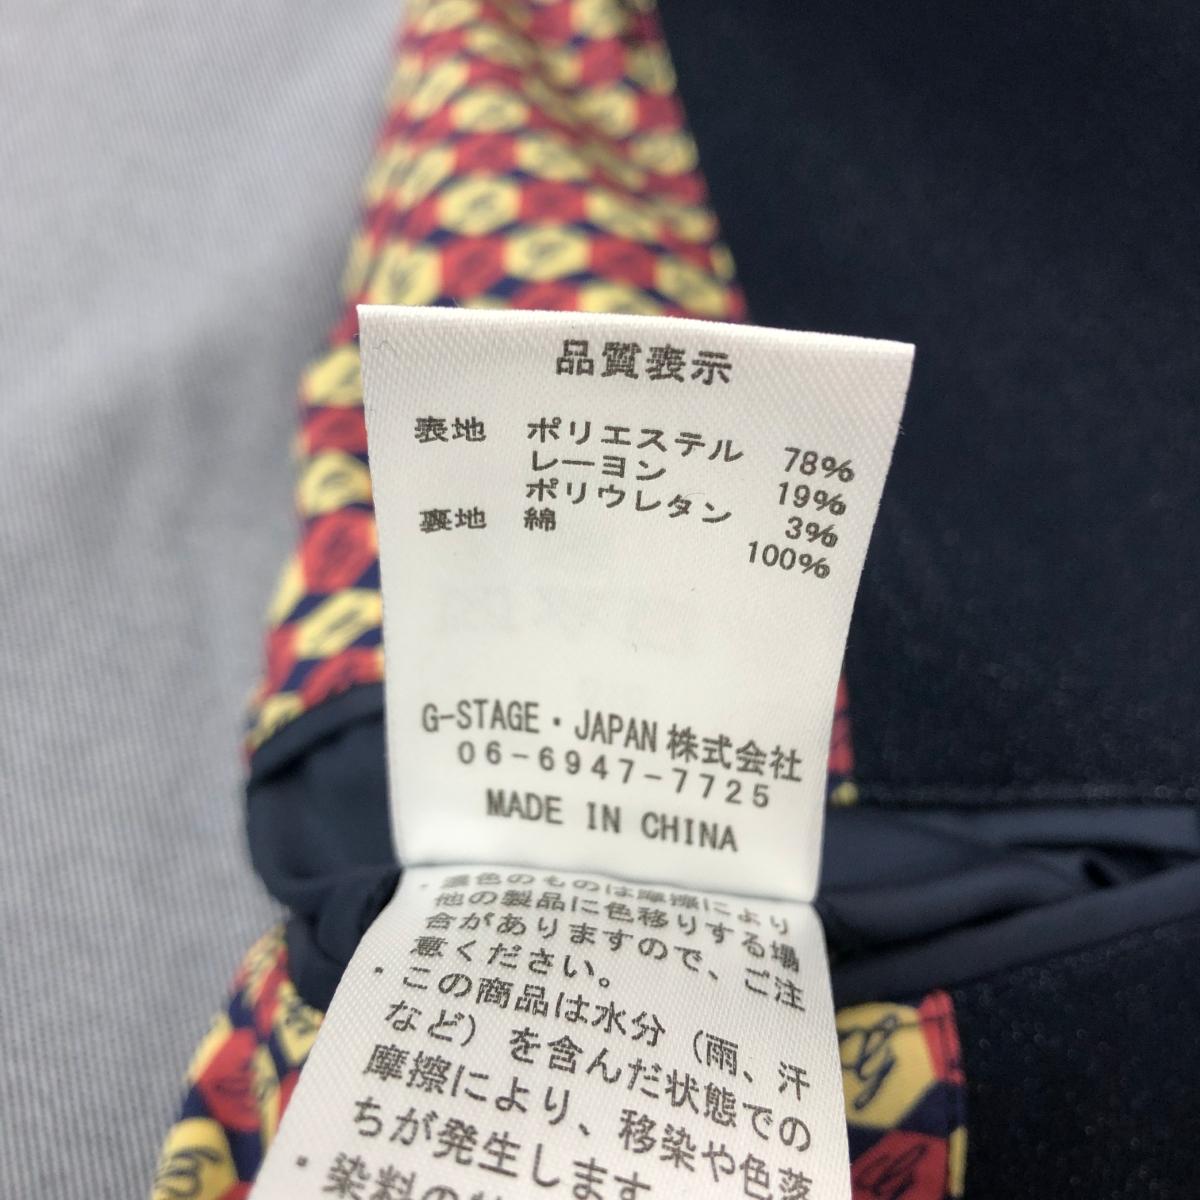 品質表示
表地 ポリエステル 78%
レーヨン 19%
ポリウレタン 3%
裏地 綿 100%
G-STAGE・JAPAN株式会社
06-6947-7725
MADE IN CHINA
・濃色のものは摩擦により
他の製品に色移りする場
合がありますので、ご注
意ください。
・この商品は水分（雨、汗
など）を含んだ状態での
摩擦により、移染や色落
ちが発生します
・染料の